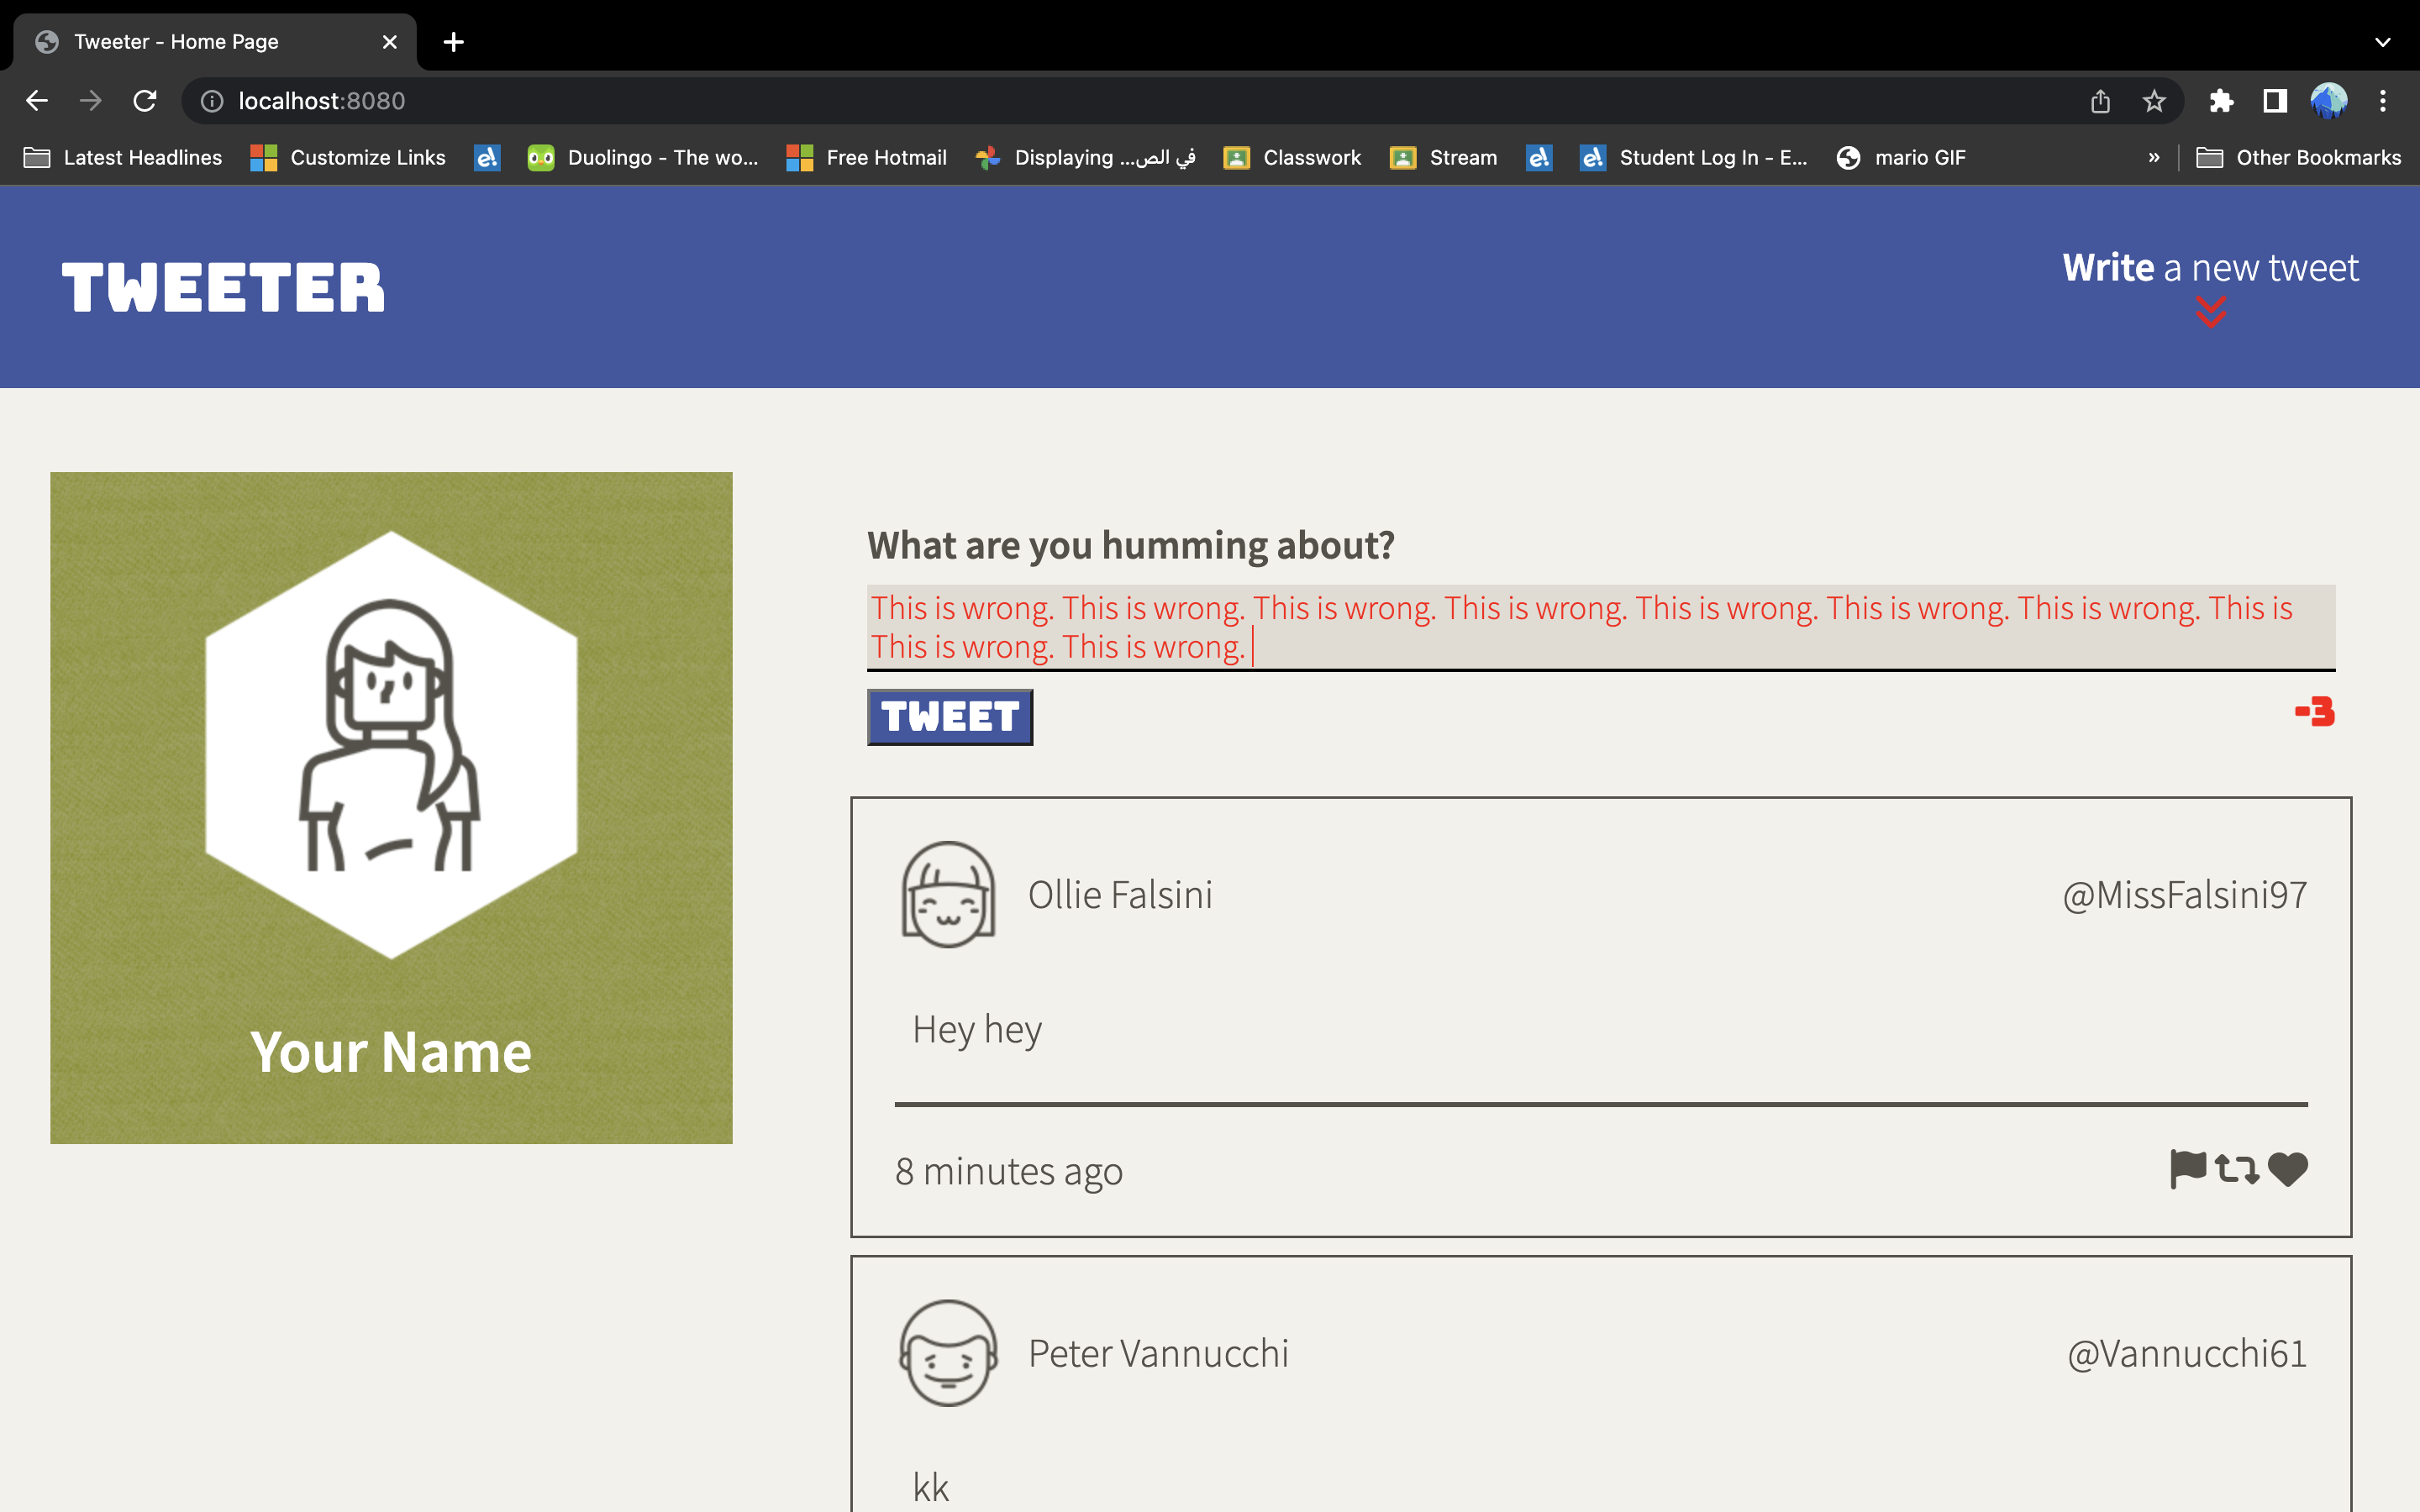 Tweeter - Home Page
localhost:8080
Latest Headlines Customize Links e! Duolingo - The wo... Free Hotmail Displaying ...في الص Classwork Stream e! e! Student Log In - E... mario GIF » Other Bookmarks
TWEETER
Write a new tweet
What are you humming about?
This is wrong. This is wrong. This is wrong. This is wrong. This is wrong. This is wrong. This is wrong. This is
This is wrong. This is wrong.
TWEET
-3
Ollie Falsini
@MissFalsini97
Hey hey
8 minutes ago
Your Name
Peter Vannucchi
@Vannucchi61
kk